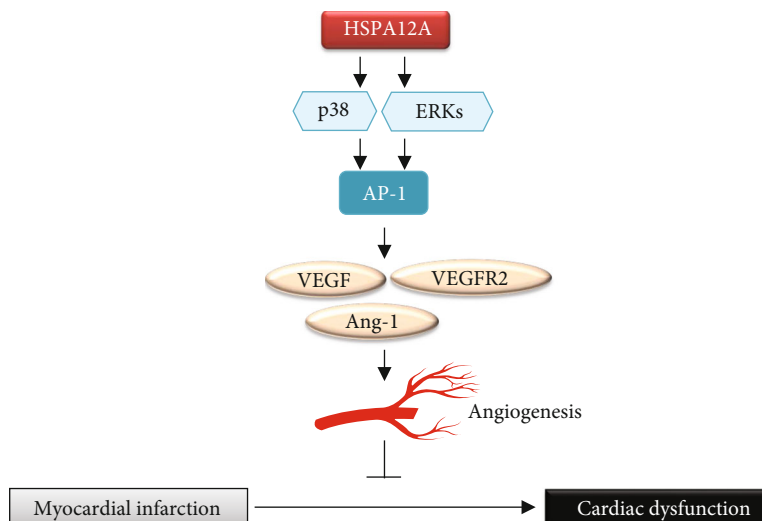 HSPA12A
p38
ERKs
AP-1
VEGF
VEGFR2
Ang-1
Angiogenesis
Myocardial infarction
Cardiac dysfunction